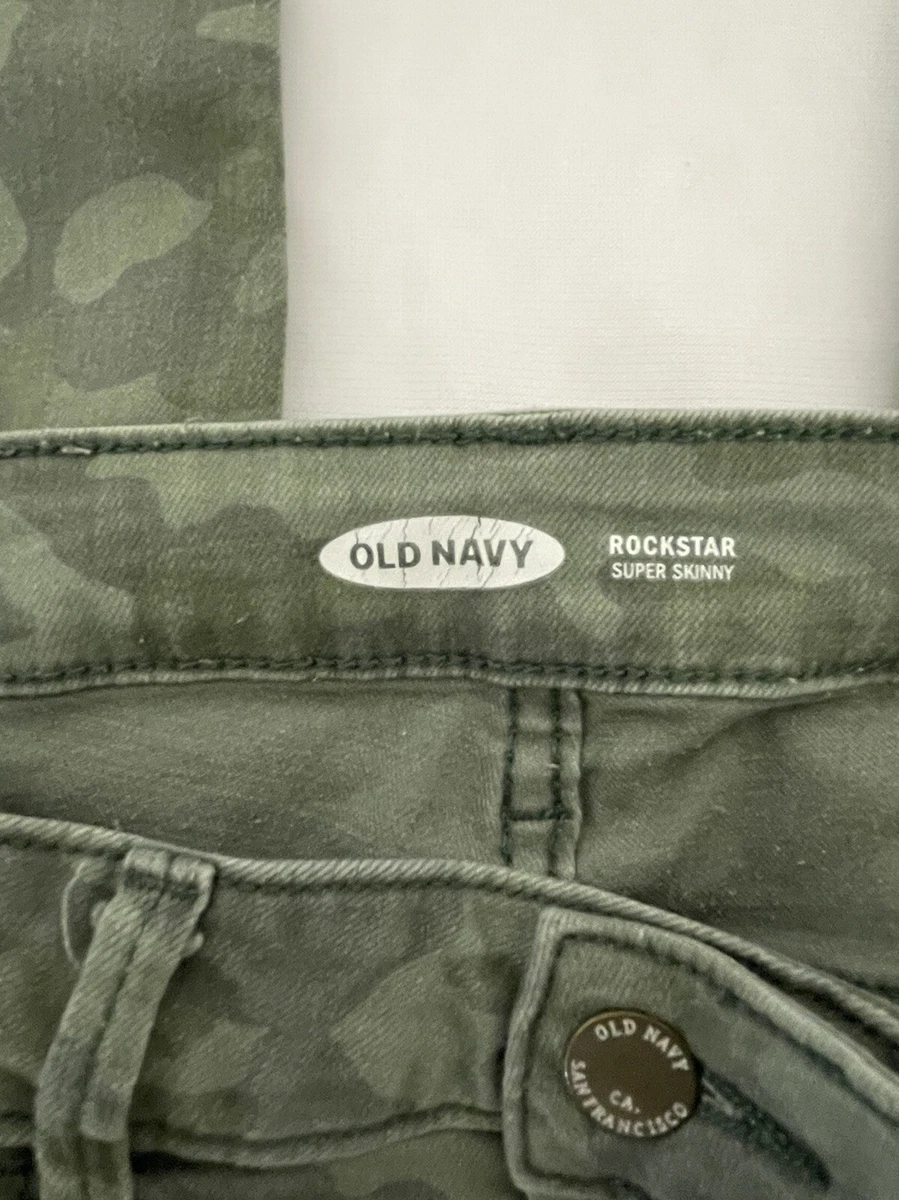 OLD NAVY
ROCKSTAR
SUPER SKINNY
OLD NAVY
CA.
SAN FRANCISCO